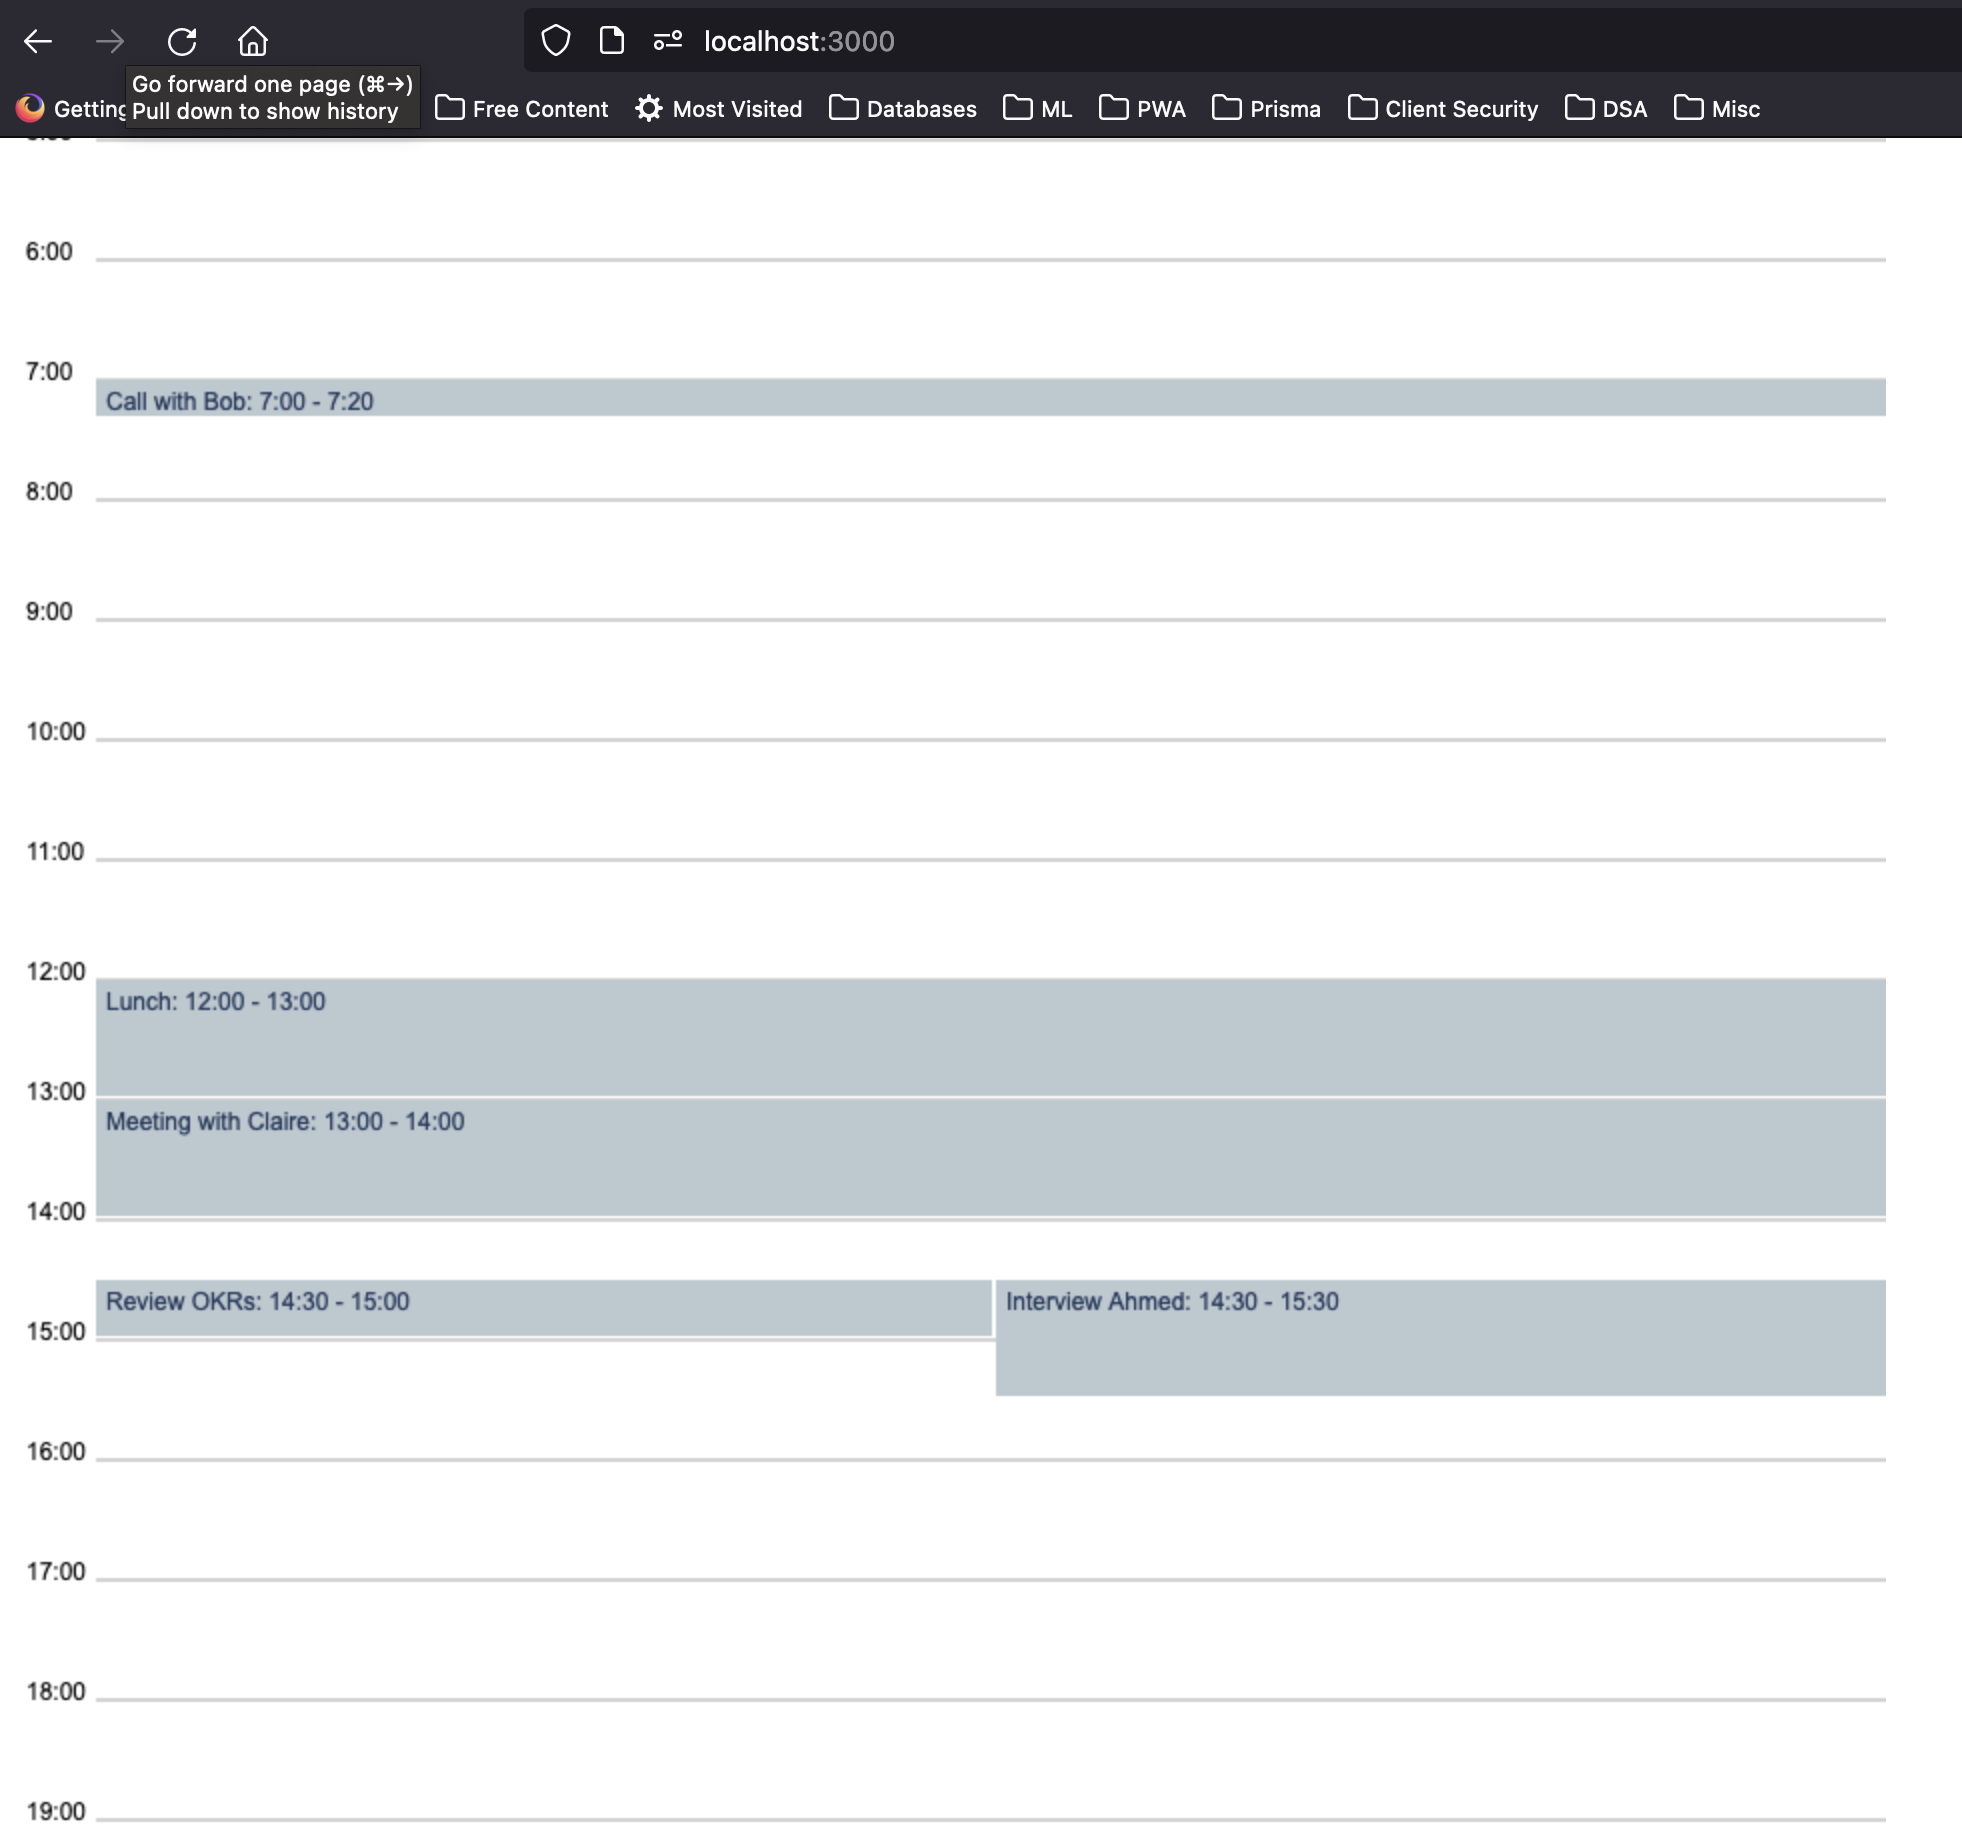 localhost:3000
Go forward one page (⌘→)
Pull down to show history
Getting
Free Content
Most Visited
Databases
ML
PWA
Prisma
Client Security
DSA
Misc
6:00
7:00
Call with Bob: 7:00 - 7:20
8:00
9:00
10:00
11:00
12:00
Lunch: 12:00 - 13:00
13:00
Meeting with Claire: 13:00 - 14:00
14:00
Review OKRs: 14:30 - 15:00
Interview Ahmed: 14:30 - 15:30
15:00
16:00
17:00
18:00
19:00